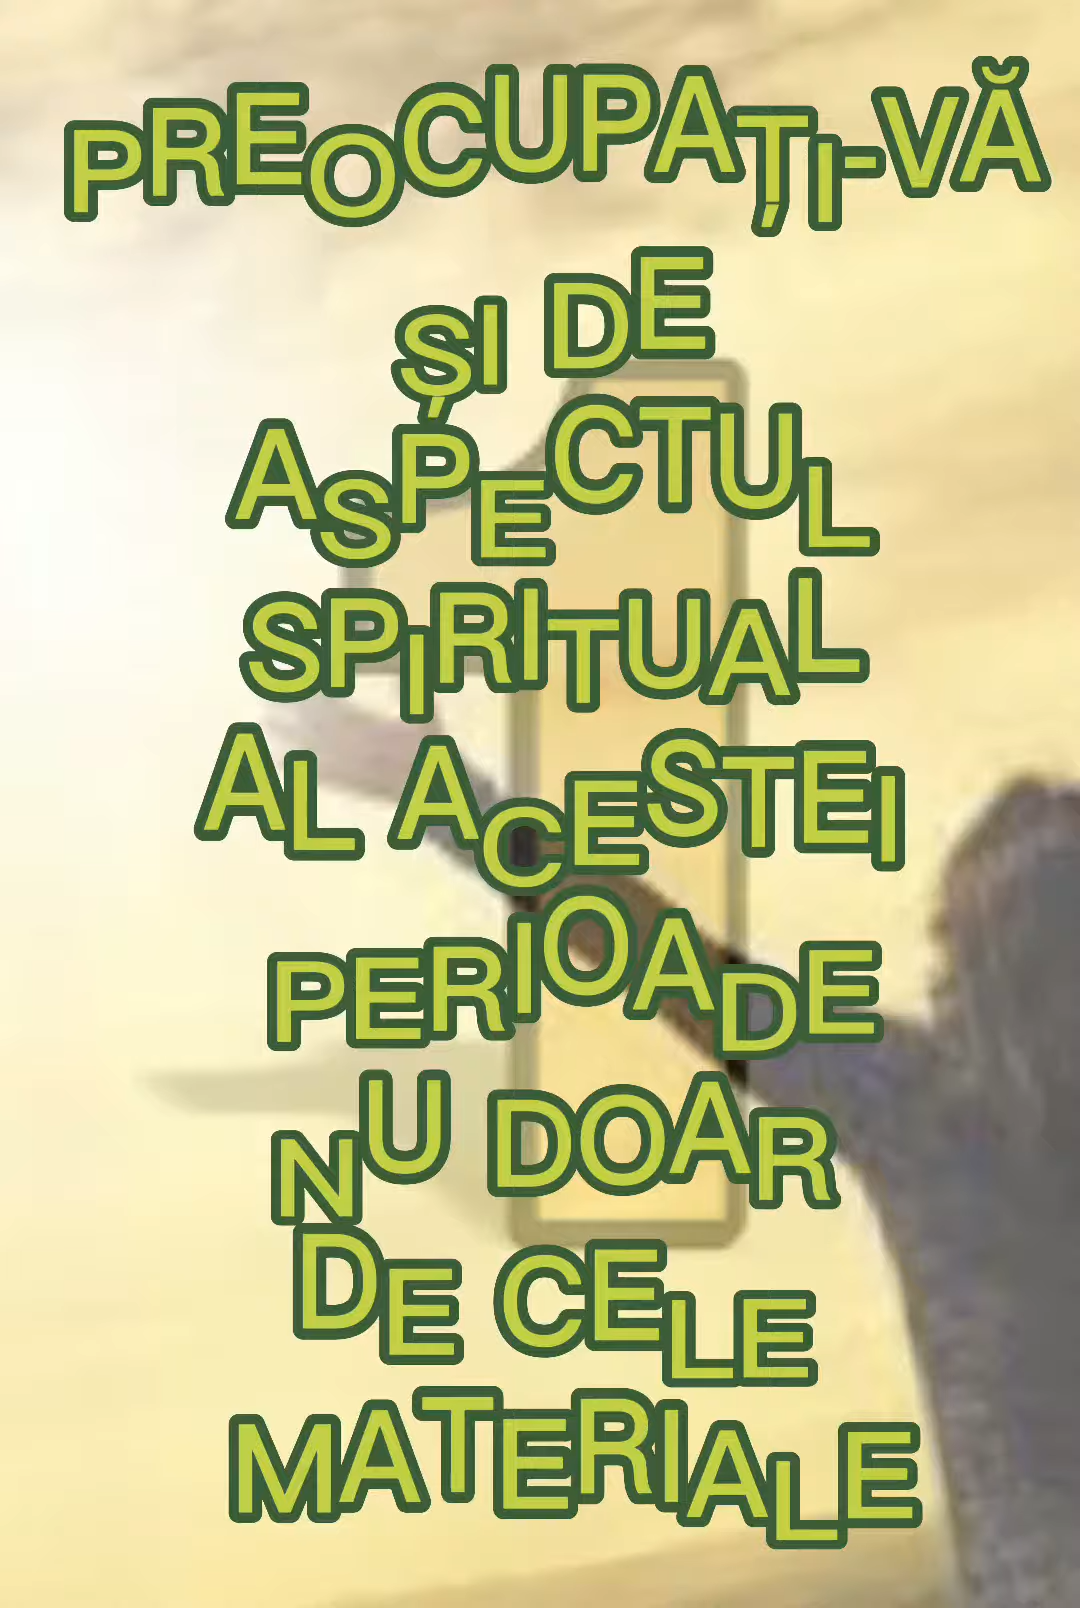 PREOCUPAȚI-VĂ
ȘI DE
ASPECTUL
SPIRITUAL
AL ACESTEI
PERIOADE
NU DOAR
DE CELE
MATERIALE